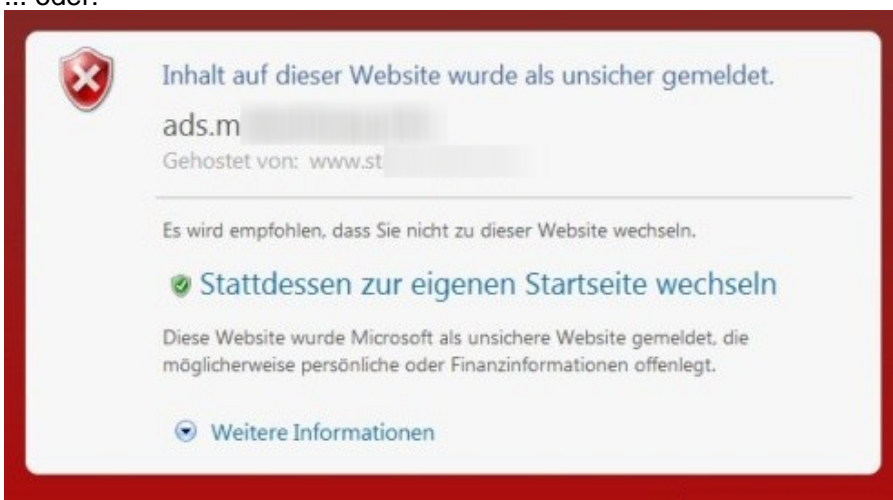 ... oder:
Inhalt auf dieser Website wurde als unsicher gemeldet.
ads.m
Gehostet von: www.st
Es wird empfohlen, dass Sie nicht zu dieser Website wechseln.
Stattdessen zur eigenen Startseite wechseln
Diese Website wurde Microsoft als unsichere Website gemeldet, die
möglicherweise persönliche oder Finanzinformationen offenlegt.
Weitere Informationen